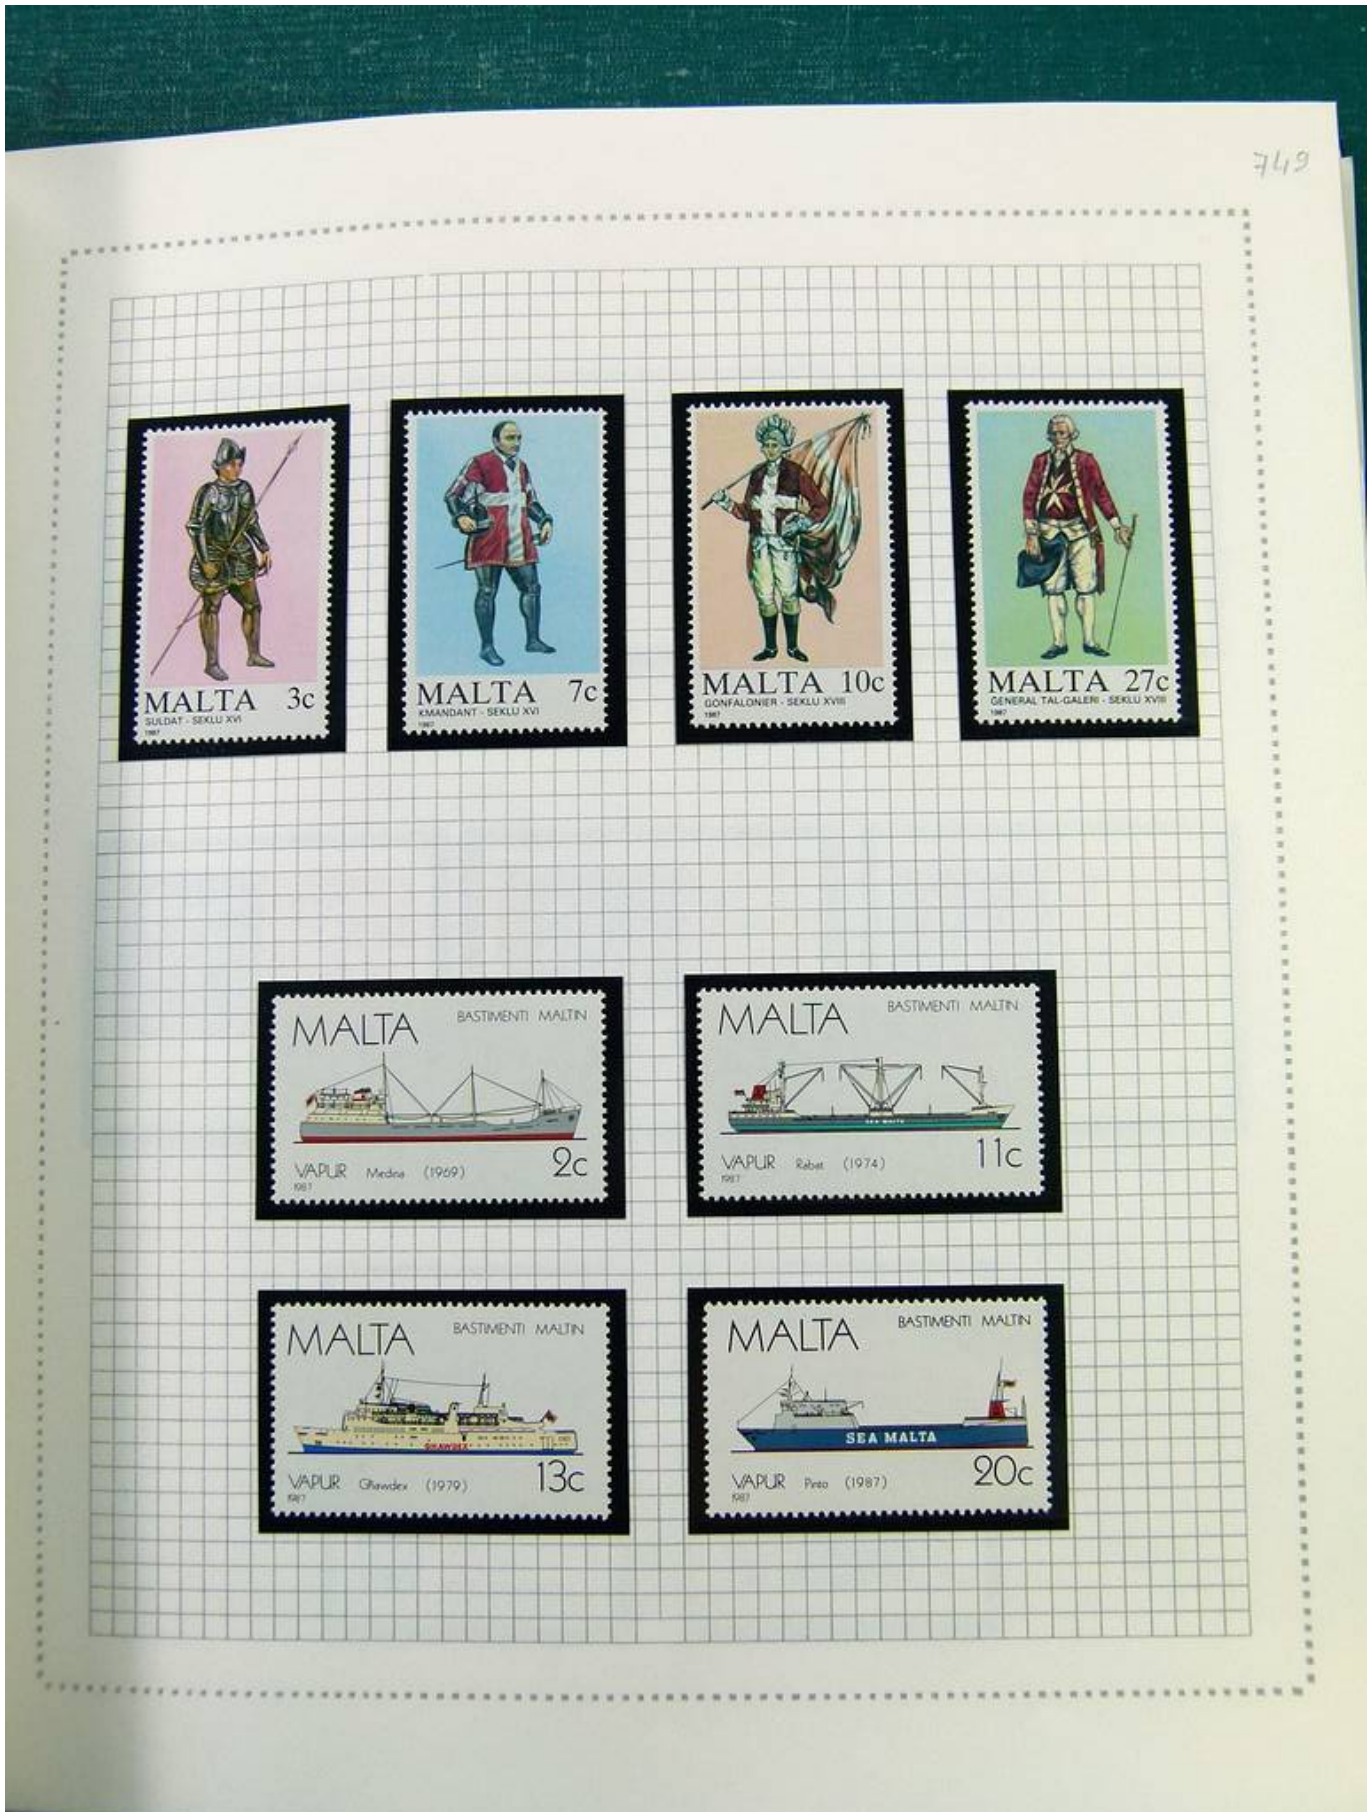 749
MALTA 3c
SULDAT - SEKLU XVI
1987
MALTA 7c
KMANDANT - SEKLU XVI
1987
MALTA 10c
GONFALONIER - SEKLU XVIII
1987
MALTA 27c
ĠENERAL TAL-GALERI - SEKLU XVIII
1987
MALTA BASTIMENTI MALTIN
VAPUR Medina (1969) 2c
1987
MALTA BASTIMENTI MALTIN
SEA MALTA
VAPUR Rabat (1974) 11c
1987
MALTA BASTIMENTI MALTIN
GHAWDEX
VAPUR Għawdex (1979) 13c
1987
MALTA BASTIMENTI MALTIN
SEA MALTA
VAPUR Pinto (1987) 20c
1987